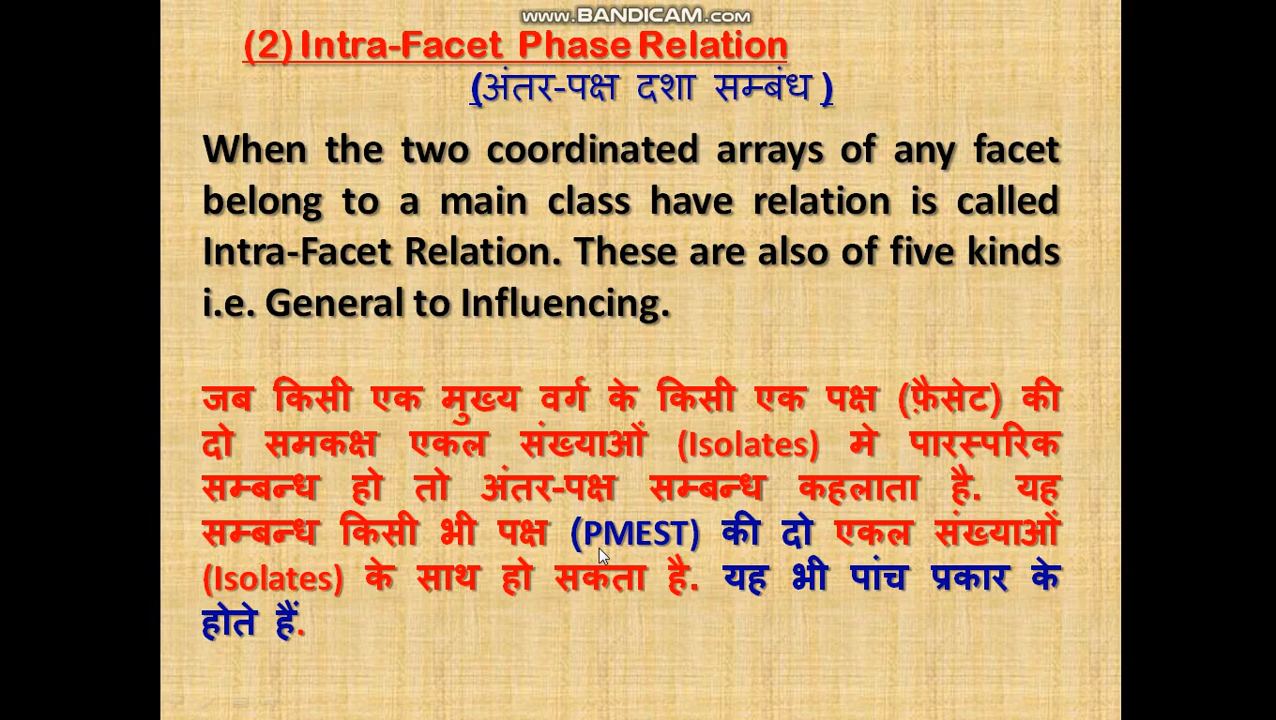 www.BANDICAM.com
(2) Intra-Facet Phase Relation
(अंतर-पक्ष दशा सम्बंध )
When the two coordinated arrays of any facet
belong to a main class have relation is called
Intra-Facet Relation. These are also of five kinds
i.e. General to Influencing.
जब किसी एक मुख्य वर्ग के किसी एक पक्ष (फ़ैसेट) की
दो समकक्ष एकल संख्याओं (Isolates) मे पारस्परिक
सम्बन्ध हो तो अंतर-पक्ष सम्बन्ध कहलाता है. यह
सम्बन्ध किसी भी पक्ष (PMEST) की दो एकल संख्याओं
(Isolates) के साथ हो सकता है. यह भी पांच प्रकार के
होते हैं.